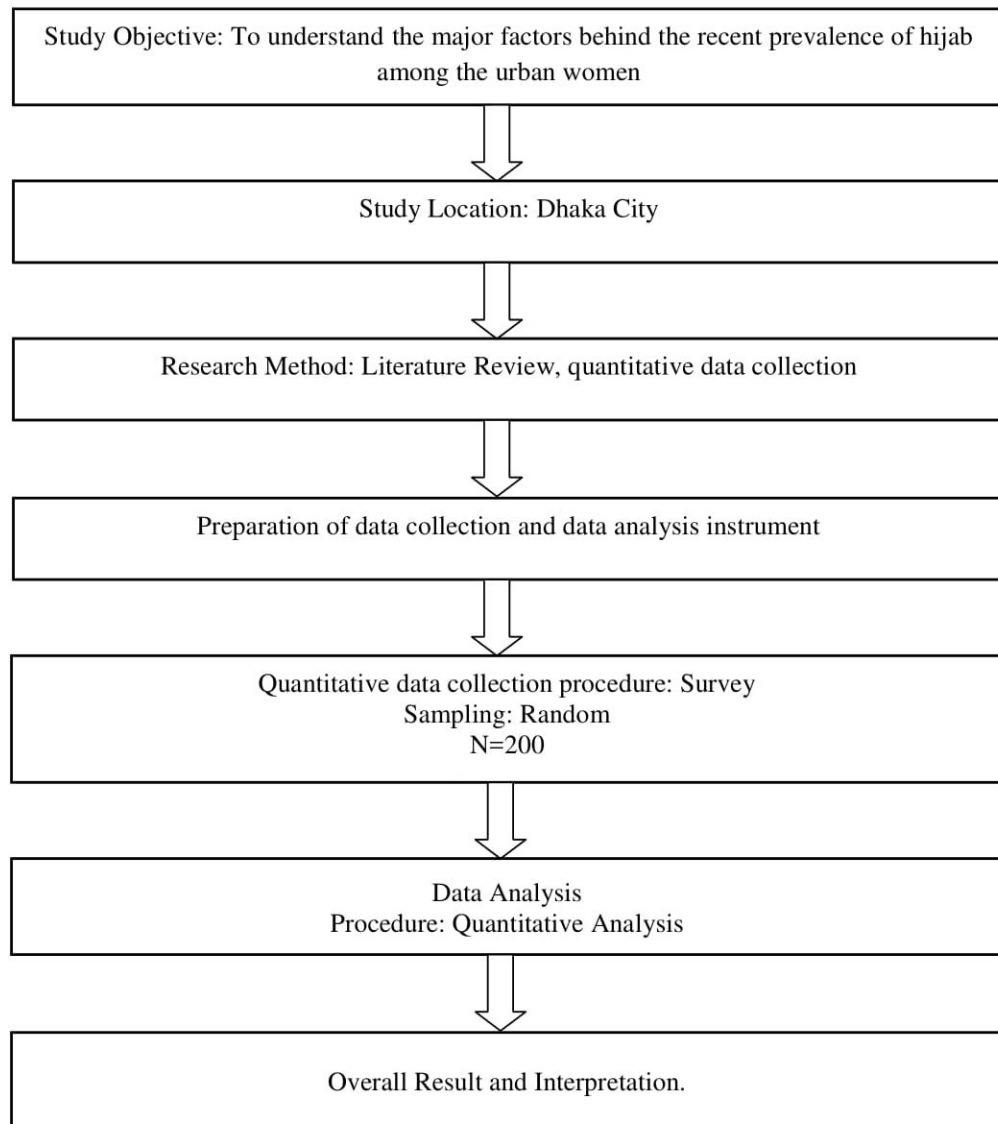 Study Objective: To understand the major factors behind the recent prevalence of hijab
among the urban women
Study Location: Dhaka City
Research Method: Literature Review, quantitative data collection
Preparation of data collection and data analysis instrument
Quantitative data collection procedure: Survey
Sampling: Random
N=200
Data Analysis
Procedure: Quantitative Analysis
Overall Result and Interpretation.